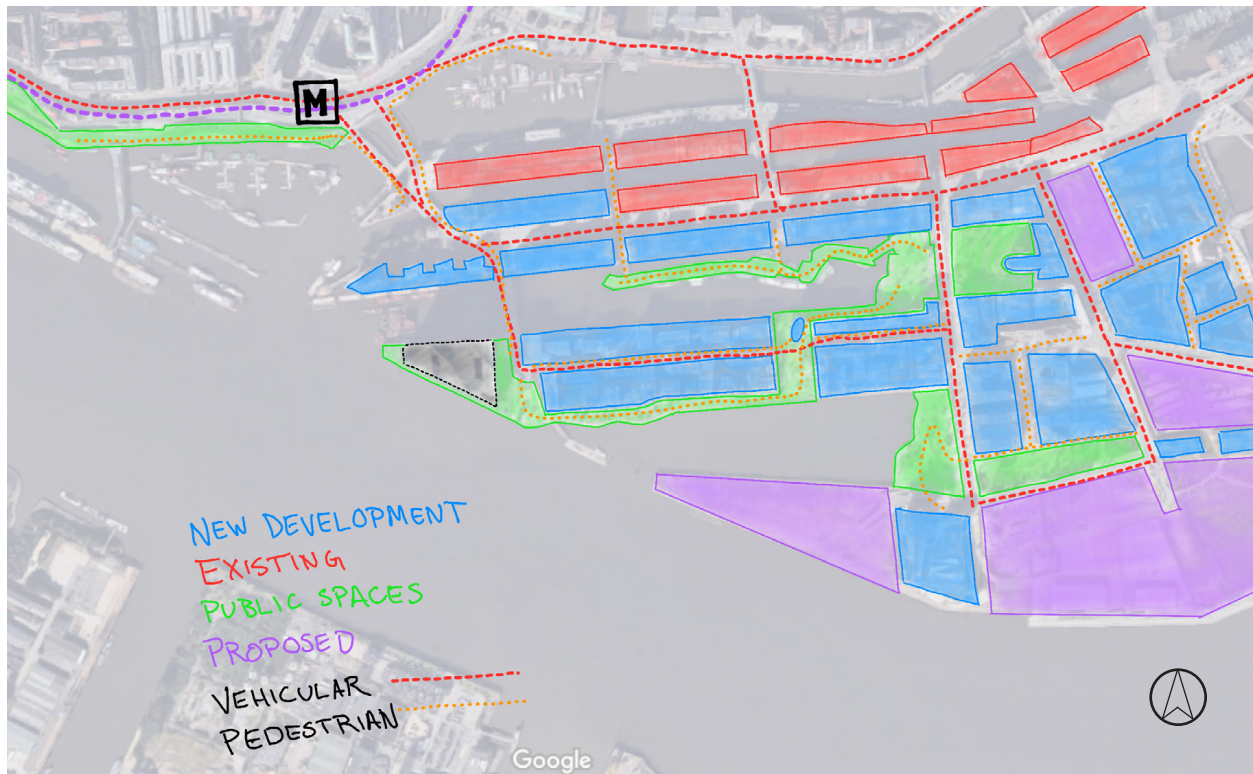 M
NEW DEVELOPMENT
EXISTING
PUBLIC SPACES
PROPOSED
VEHICULAR
PEDESTRIAN
Google